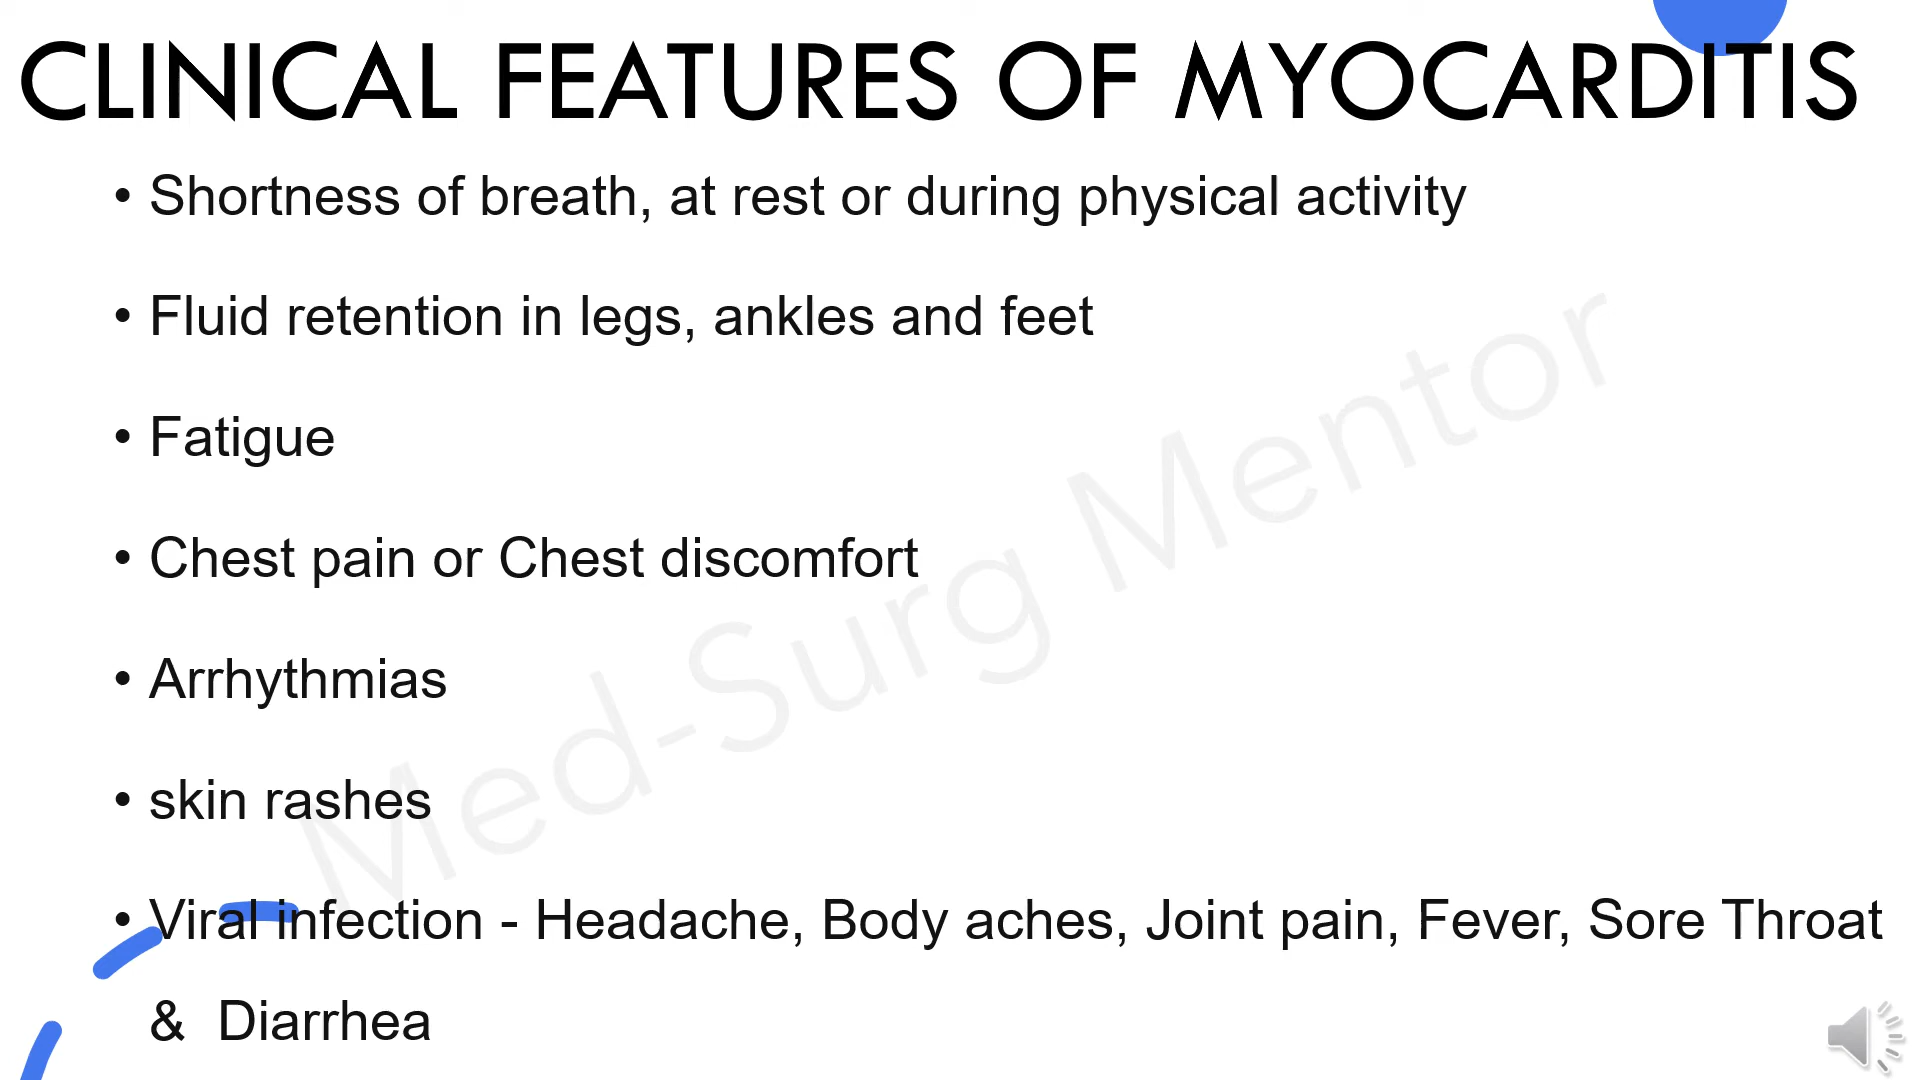 CLINICAL FEATURES OF MYOCARDITIS
• Shortness of breath, at rest or during physical activity
• Fluid retention in legs, ankles and feet
• Fatigue
• Chest pain or Chest discomfort
• Arrhythmias
• skin rashes
• Viral infection - Headache, Body aches, Joint pain, Fever, Sore Throat
& Diarrhea
Med-Surg Mentor